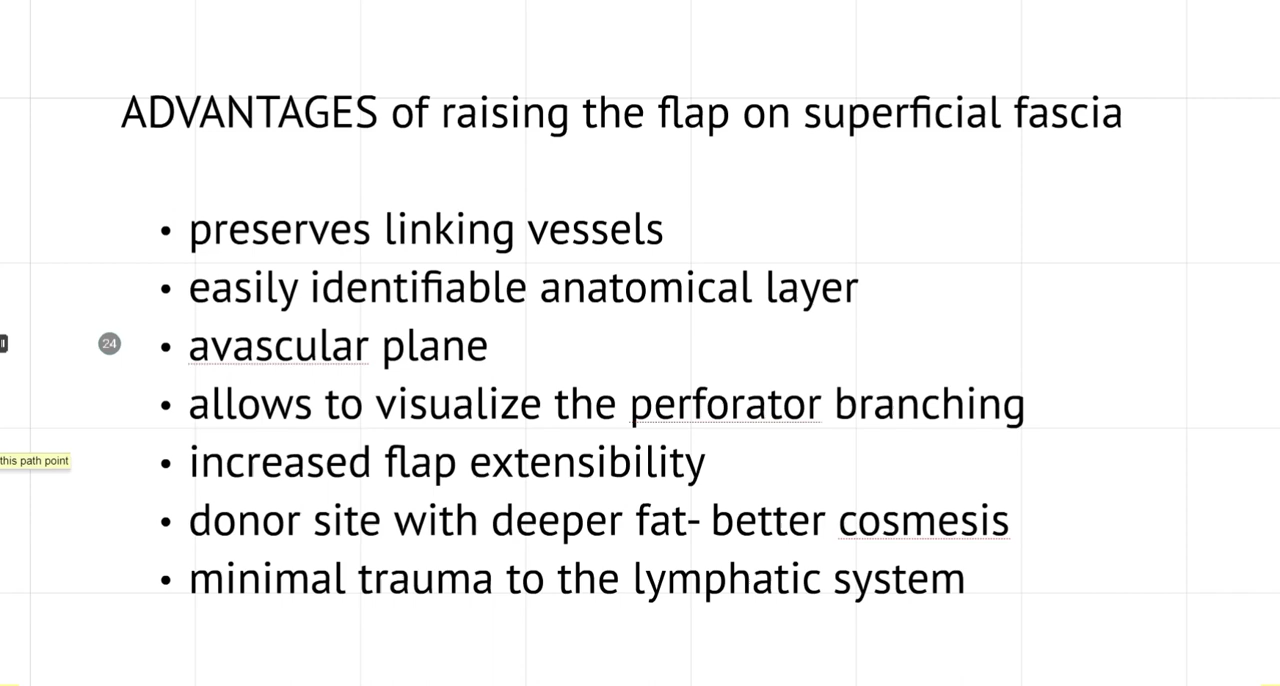 ADVANTAGES of raising the flap on superficial fascia
• preserves linking vessels
• easily identifiable anatomical layer
24
• avascular plane
• allows to visualize the perforator branching
• increased flap extensibility
this path point
• donor site with deeper fat- better cosmesis
• minimal trauma to the lymphatic system